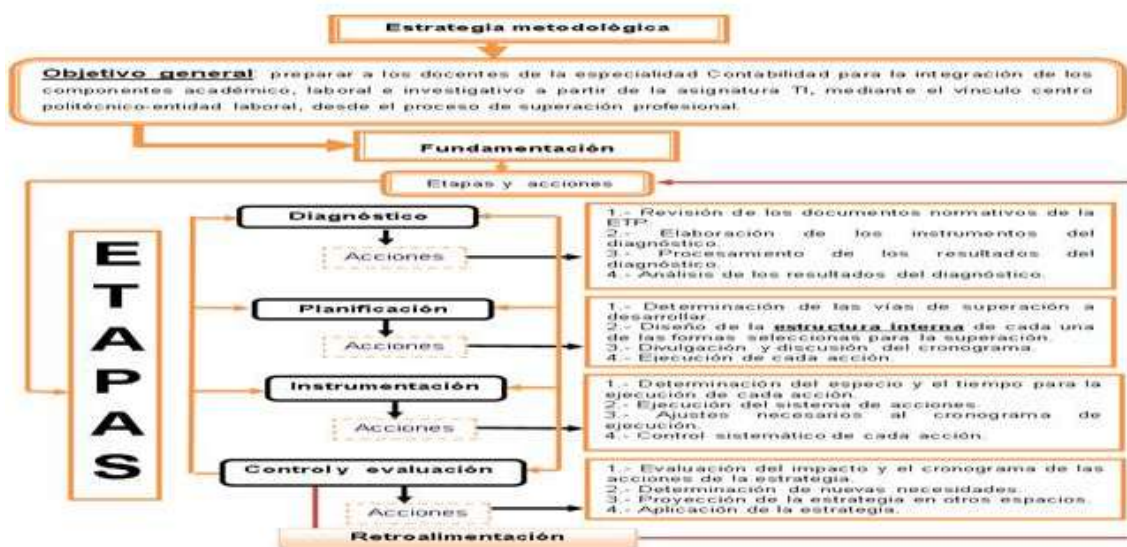 Estrategia metodológica
Objetivo general: preparar a los docentes de la especialidad Contabilidad para la integración de los
componentes académico, laboral e investigativo a partir de la asignatura TI, mediante el vínculo centro
politécnico-entidad laboral, desde el proceso de superación profesional.
Fundamentación
Etapas y acciones
ETAPAS
Diagnóstico
Acciones
1.- Revisión de los documentos normativos de la
ETP.
2.- Elaboración de los instrumentos del
diagnóstico.
3.- Procesamiento de los resultados del
diagnóstico.
4.- Análisis de los resultados del diagnóstico.
Planificación
Acciones
1.- Determinación de las vías de superación a
desarrollar.
2.- Diseño de la estructura interna de cada una
de las formas seleccionas para la superación.
3.- Divulgación y discusión del cronograma.
4.- Ejecución de cada acción.
Instrumentación
Acciones
1.- Determinación del especio y el tiempo para la
ejecución de cada acción.
2.- Ejecución del sistema de acciones.
3.- Ajustes necesarios al cronograma de
ejecución.
4.- Control sistemático de cada acción.
Control y evaluación
Acciones
1.- Evaluación del impacto y el cronograma de las
acciones de la estrategia.
2.- Determinación de nuevas necesidades.
3.- Proyección de la estrategia en otros espacios.
4.- Aplicación de la estrategia.
Retroalimentación